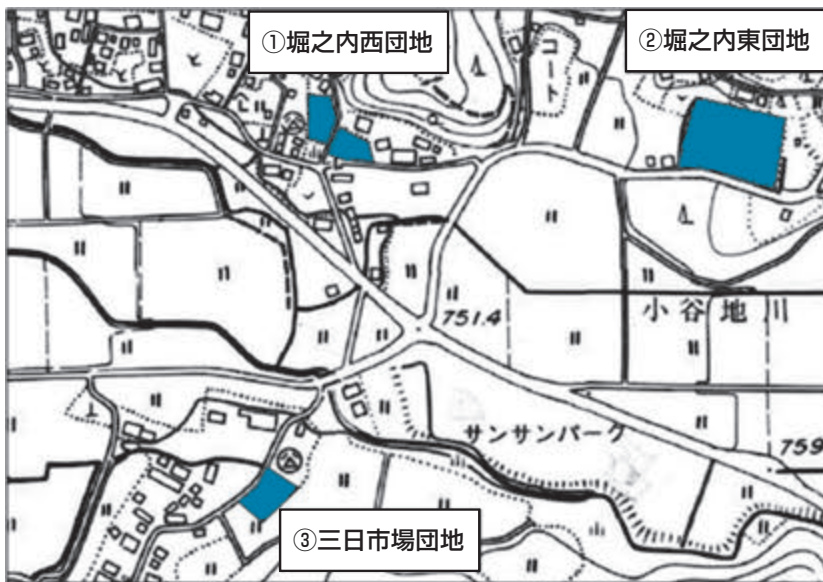 ①堀之内西団地
②堀之内東団地
コート
751.4
小谷地川
サンサンパーク
759
③三日市場団地